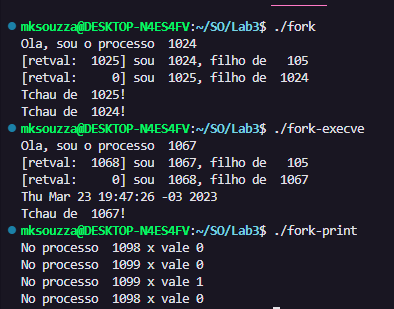 mksouzza@DESKTOP-N4ES4FV:~/SO/Lab3$ ./fork
Ola, sou o processo  1024
[retval:  1025] sou  1024, filho de   105
[retval:     0] sou  1025, filho de  1024
Tchau de  1025!
Tchau de  1024!
mksouzza@DESKTOP-N4ES4FV:~/SO/Lab3$ ./fork-execve
Ola, sou o processo  1067
[retval:  1068] sou  1067, filho de   105
[retval:     0] sou  1068, filho de  1067
Thu Mar 23 19:47:26 -03 2023
Tchau de  1067!
mksouzza@DESKTOP-N4ES4FV:~/SO/Lab3$ ./fork-print
No processo  1098 x vale 0
No processo  1099 x vale 0
No processo  1099 x vale 1
No processo  1098 x vale 0